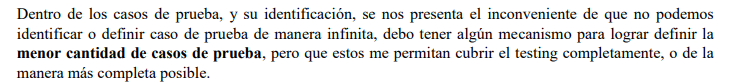 Dentro de los casos de prueba, y su identificación, se nos presenta el inconveniente de que no podemos
identificar o definir caso de prueba de manera infinita, debo tener algún mecanismo para lograr definir la
menor cantidad de casos de prueba, pero que estos me permitan cubrir el testing completamente, o de la
manera más completa posible.